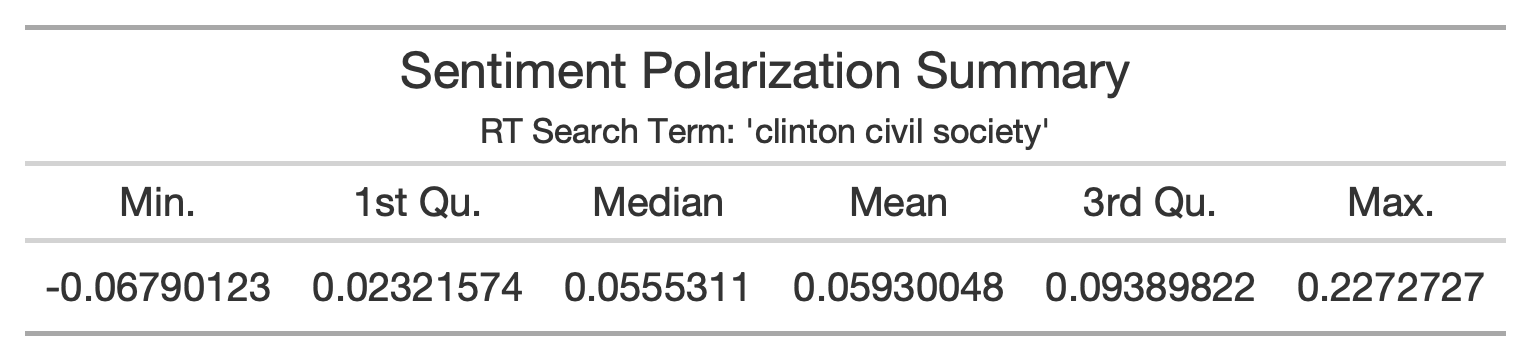 Sentiment Polarization Summary
RT Search Term: 'clinton civil society'
Min. 1st Qu. Median Mean 3rd Qu. Max.
-0.06790123 0.02321574 0.0555311 0.05930048 0.09389822 0.2272727